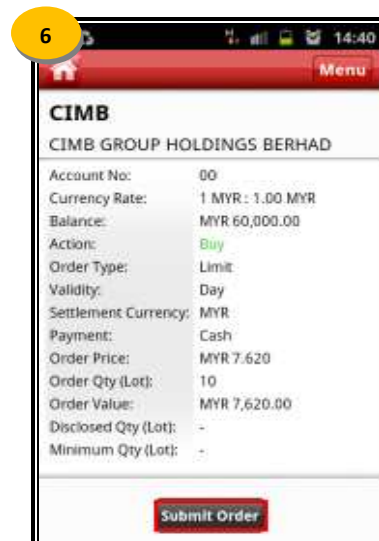 6
14:40
Menu
CIMB
CIMB GROUP HOLDINGS BERHAD
Account No: 00
Currency Rate: 1 MYR : 1.00 MYR
Balance: MYR 60,000.00
Action: Buy
Order Type: Limit
Validity: Day
Settlement Currency: MYR
Payment: Cash
Order Price: MYR 7.620
Order Qty (Lot): 10
Order Value: MYR 7,620.00
Disclosed Qty (Lot): -
Minimum Qty (Lot): -
Submit Order